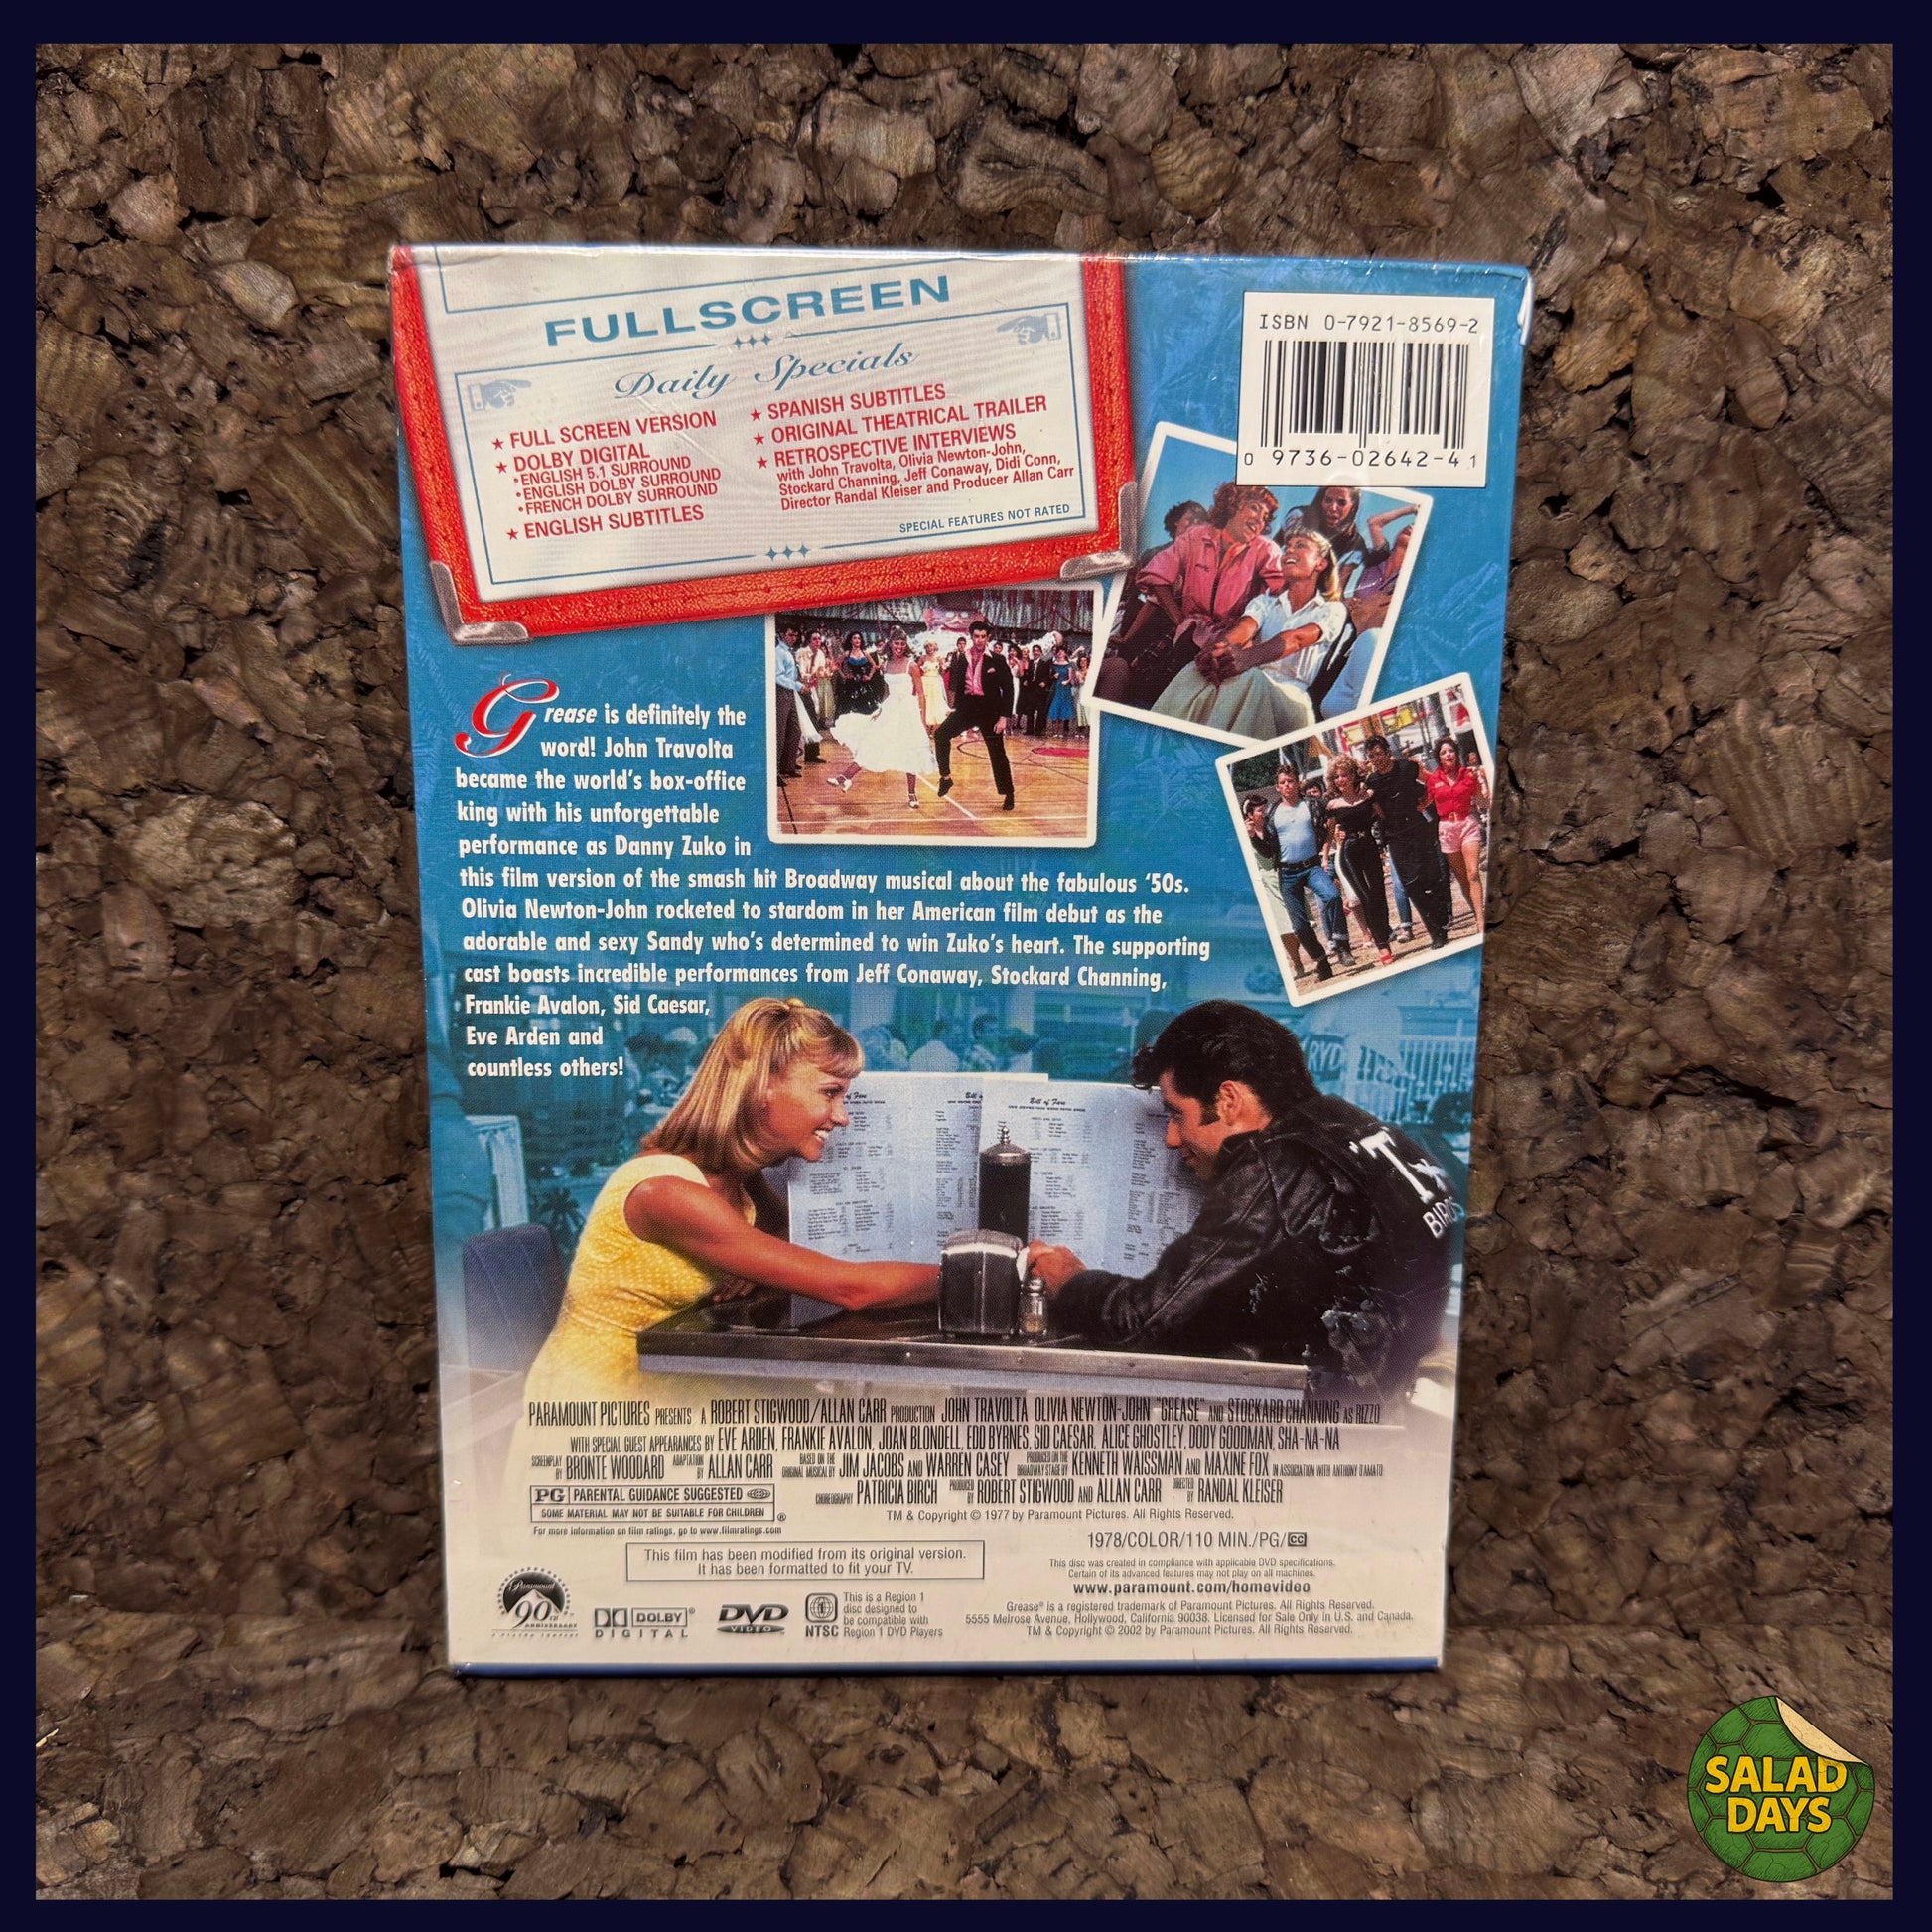 FULLSCREEN
Daily Specials
★ FULL SCREEN VERSION
★ DOLBY DIGITAL
•ENGLISH 5.1 SURROUND
•ENGLISH DOLBY SURROUND
•FRENCH DOLBY SURROUND
★ ENGLISH SUBTITLES
★ SPANISH SUBTITLES
★ ORIGINAL THEATRICAL TRAILER
★ RETROSPECTIVE INTERVIEWS
with John Travolta, Olivia Newton-John,
Stockard Channing, Jeff Conaway, Didi Conn,
Director Randal Kleiser and Producer Allan Carr
SPECIAL FEATURES NOT RATED
ISBN 0-7921-8569-2
0 9736-02642-4 1
Grease is definitely the
word! John Travolta
became the world's box-office
king with his unforgettable
performance as Danny Zuko in
this film version of the smash hit Broadway musical about the fabulous '50s.
Olivia Newton-John rocketed to stardom in her American film debut as the
adorable and sexy Sandy who's determined to win Zuko's heart. The supporting
cast boasts incredible performances from Jeff Conaway, Stockard Channing,
Frankie Avalon, Sid Caesar,
Eve Arden and
countless others!
Bill of Fare
T
BIRDS
PARAMOUNT PICTURES PRESENTS A ROBERT STIGWOOD/ALLAN CARR PRODUCTION JOHN TRAVOLTA OLIVIA NEWTON-JOHN "GREASE" AND STOCKARD CHANNING AS RIZZO
WITH SPECIAL GUEST APPEARANCES BY EVE ARDEN, FRANKIE AVALON, JOAN BLONDELL, EDD BYRNES, SID CAESAR, ALICE GHOSTLEY, DODY GOODMAN, SHA-NA-NA
SCREENPLAY BY BRONTE WOODARD ADAPTATION BY ALLAN CARR BASED ON THE ORIGINAL MUSICAL BY JIM JACOBS AND WARREN CASEY PRODUCED ON THE BROADWAY STAGE BY KENNETH WAISSMAN AND MAXINE FOX IN ASSOCIATION WITH ANTHONY D'AMATO
CHOREOGRAPHY PATRICIA BIRCH PRODUCED BY ROBERT STIGWOOD AND ALLAN CARR DIRECTED BY RANDAL KLEISER
TM & Copyright © 1977 by Paramount Pictures. All Rights Reserved.
PG PARENTAL GUIDANCE SUGGESTED
SOME MATERIAL MAY NOT BE SUITABLE FOR CHILDREN ®
For more information on film ratings, go to www.filmratings.com
1978/COLOR/110 MIN./PG/CC
This film has been modified from its original version.
It has been formatted to fit your TV.
This disc was created in compliance with applicable DVD specifications.
Certain of its advanced features may not play on all machines.
www.paramount.com/homevideo
Paramount
90TH
ANNIVERSARY
DOLBY
DIGITAL
DVD
VIDEO
1
NTSC
This is a Region 1
disc designed to
be compatible with
Region 1 DVD Players
Grease® is a registered trademark of Paramount Pictures. All Rights Reserved.
5555 Melrose Avenue, Hollywood, California 90038. Licensed for Sale Only in U.S. and Canada.
TM & Copyright © 2002 by Paramount Pictures. All Rights Reserved.
SALAD
DAYS